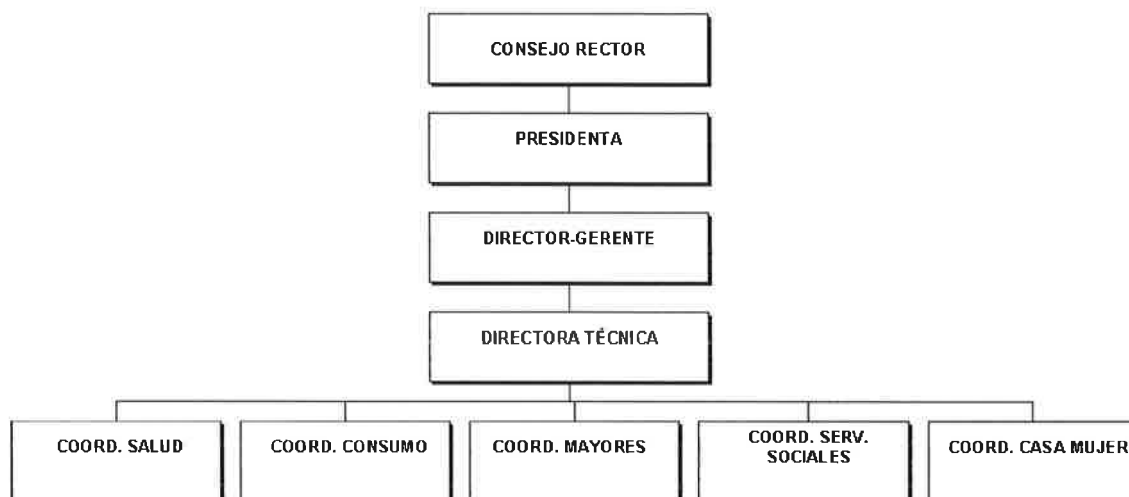 CONSEJO RECTOR
PRESIDENTA
DIRECTOR-GERENTE
DIRECTORA TÉCNICA
COORD. SALUD
COORD. CONSUMO
COORD. MAYORES
COORD. SERV.
SOCIALES
COORD. CASA MUJER